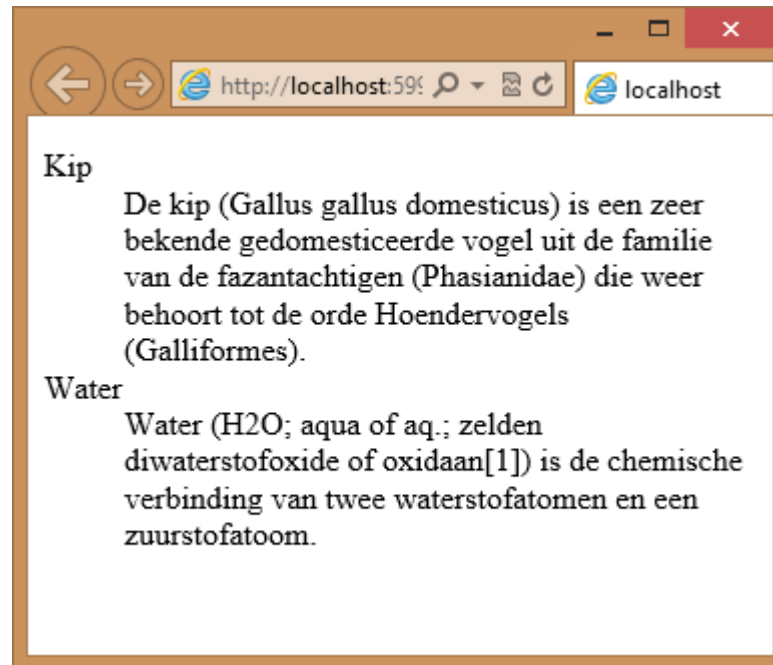 http://localhost:599
localhost
Kip
De kip (Gallus gallus domesticus) is een zeer
bekende gedomesticeerde vogel uit de familie
van de fazantachtigen (Phasianidae) die weer
behoort tot de orde Hoendervogels
(Galliformes).
Water
Water (H2O; aqua of aq.; zelden
diwaterstofoxide of oxidaan[1]) is de chemische
verbinding van twee waterstofatomen en een
zuurstofatoom.